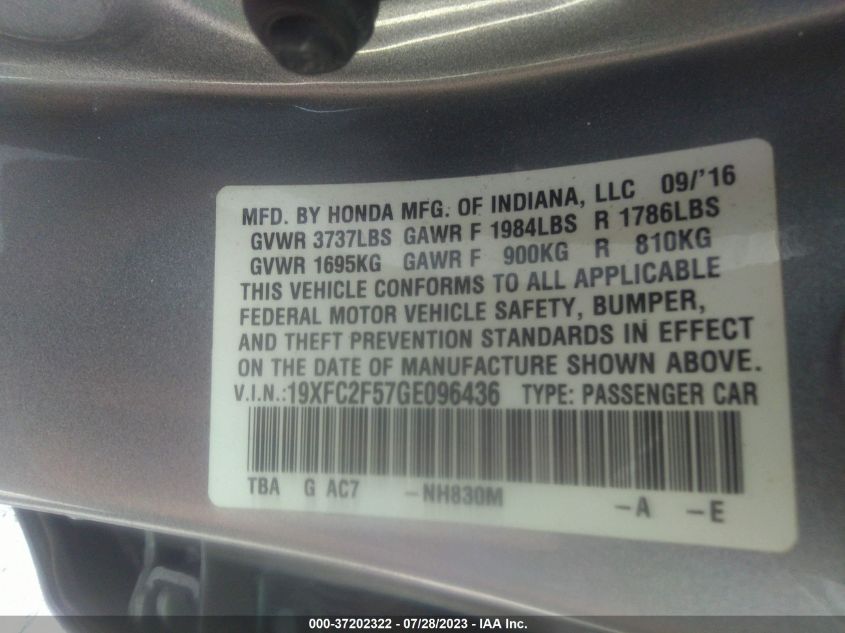 MFD. BY HONDA MFG. OF INDIANA, LLC 09/'16
GVWR 3737LBS GAWR F 1984LBS R 1786LBS
GVWR 1695KG GAWR F 900KG R 810KG
THIS VEHICLE CONFORMS TO ALL APPLICABLE
FEDERAL MOTOR VEHICLE SAFETY, BUMPER,
AND THEFT PREVENTION STANDARDS IN EFFECT
ON THE DATE OF MANUFACTURE SHOWN ABOVE.
V.I.N.:19XFC2F57GE096436 TYPE: PASSENGER CAR
TBA G AC7 -NH830M -A -E
000-37202322 / 07/28/2023 - IAA Inc.